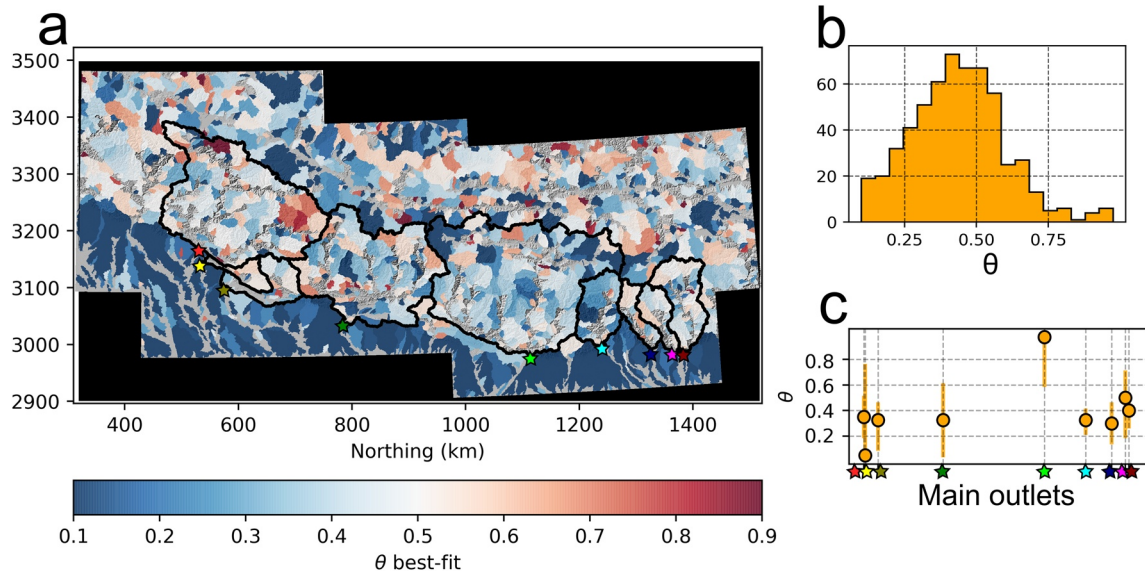 a
3500
3400
3300
3200
3100
3000
2900
400 600 800 1000 1200 1400
Northing (km)
0.1 0.2 0.3 0.4 0.5 0.6 0.7 0.8 0.9
θ best-fit
b
60
40
20
0
0.25 0.50 0.75
θ
c
0.8
0.6
0.4
0.2
θ
Main outlets